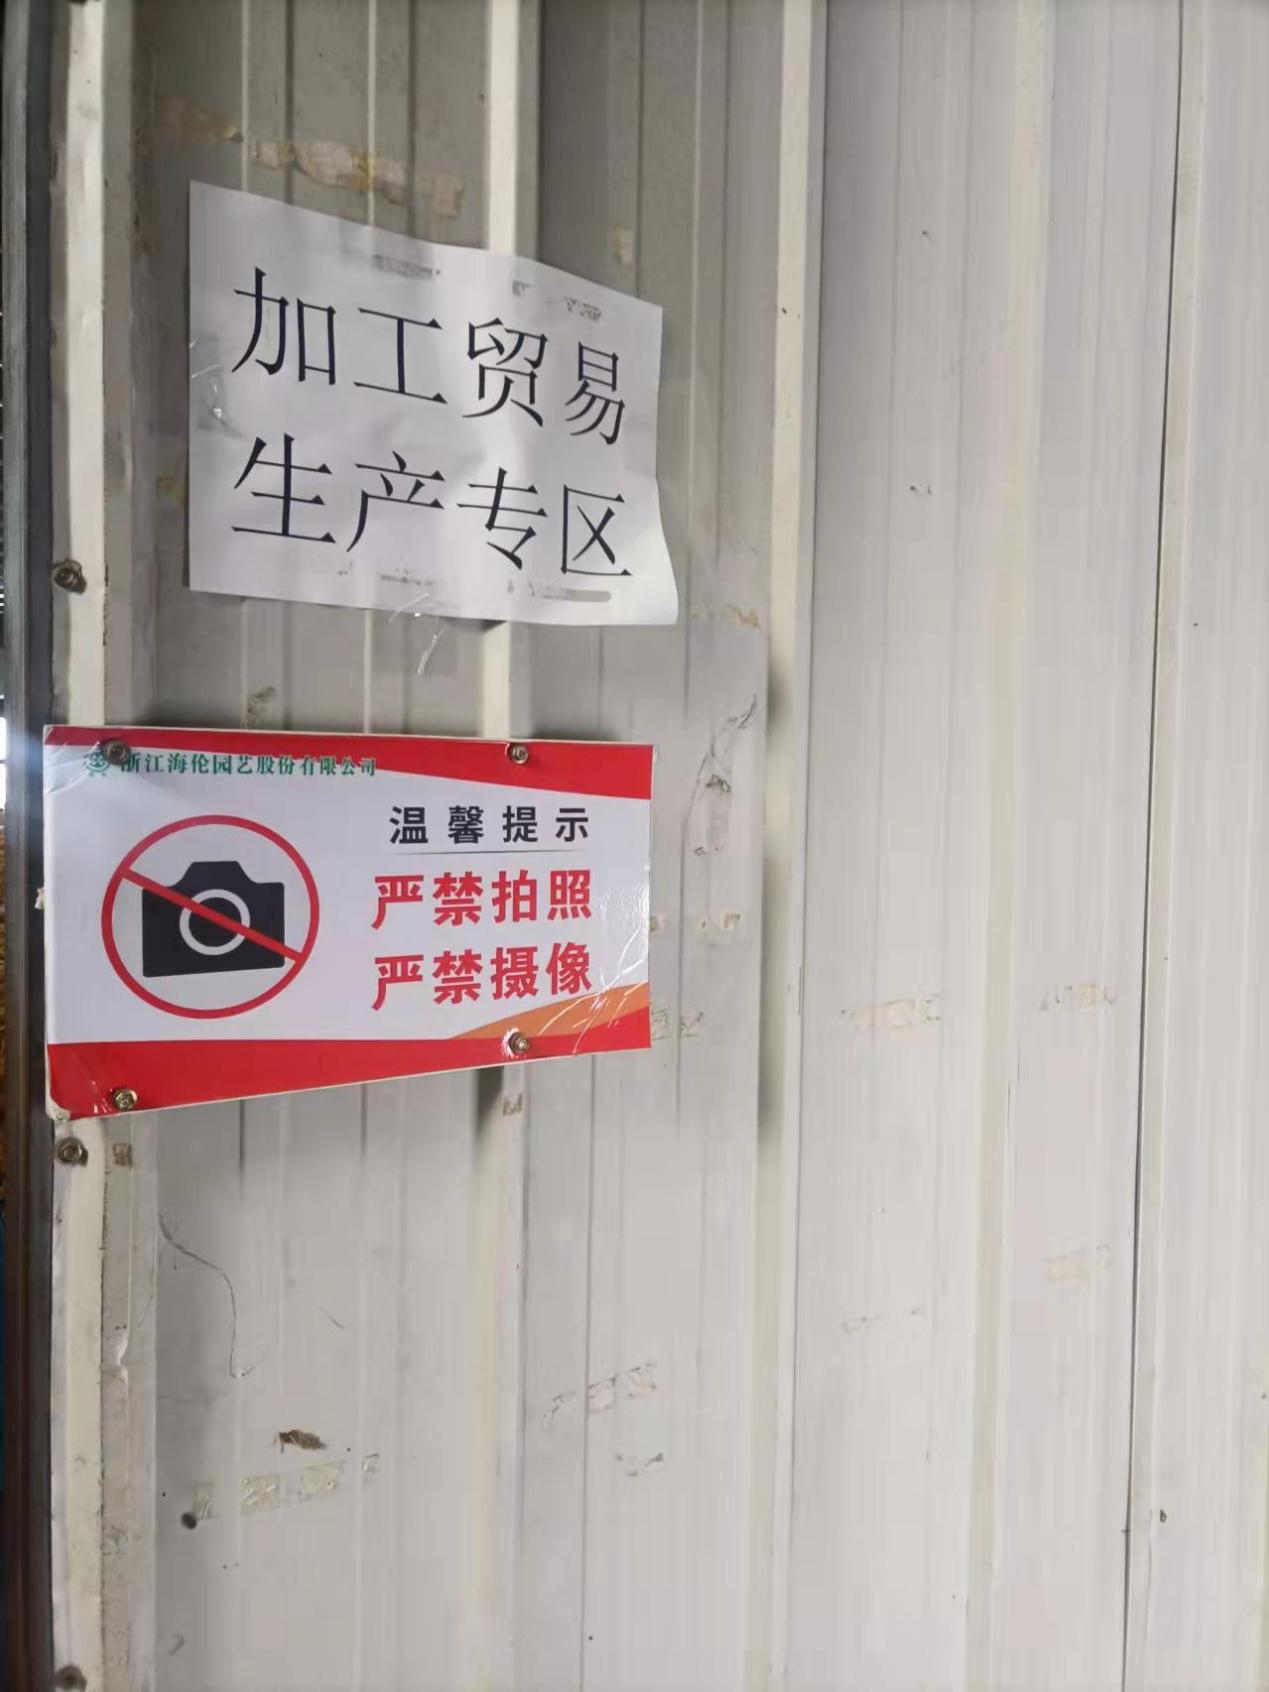 加工贸易
生产专区
浙江海伦园艺股份有限公司
温馨提示
严禁拍照
严禁摄像